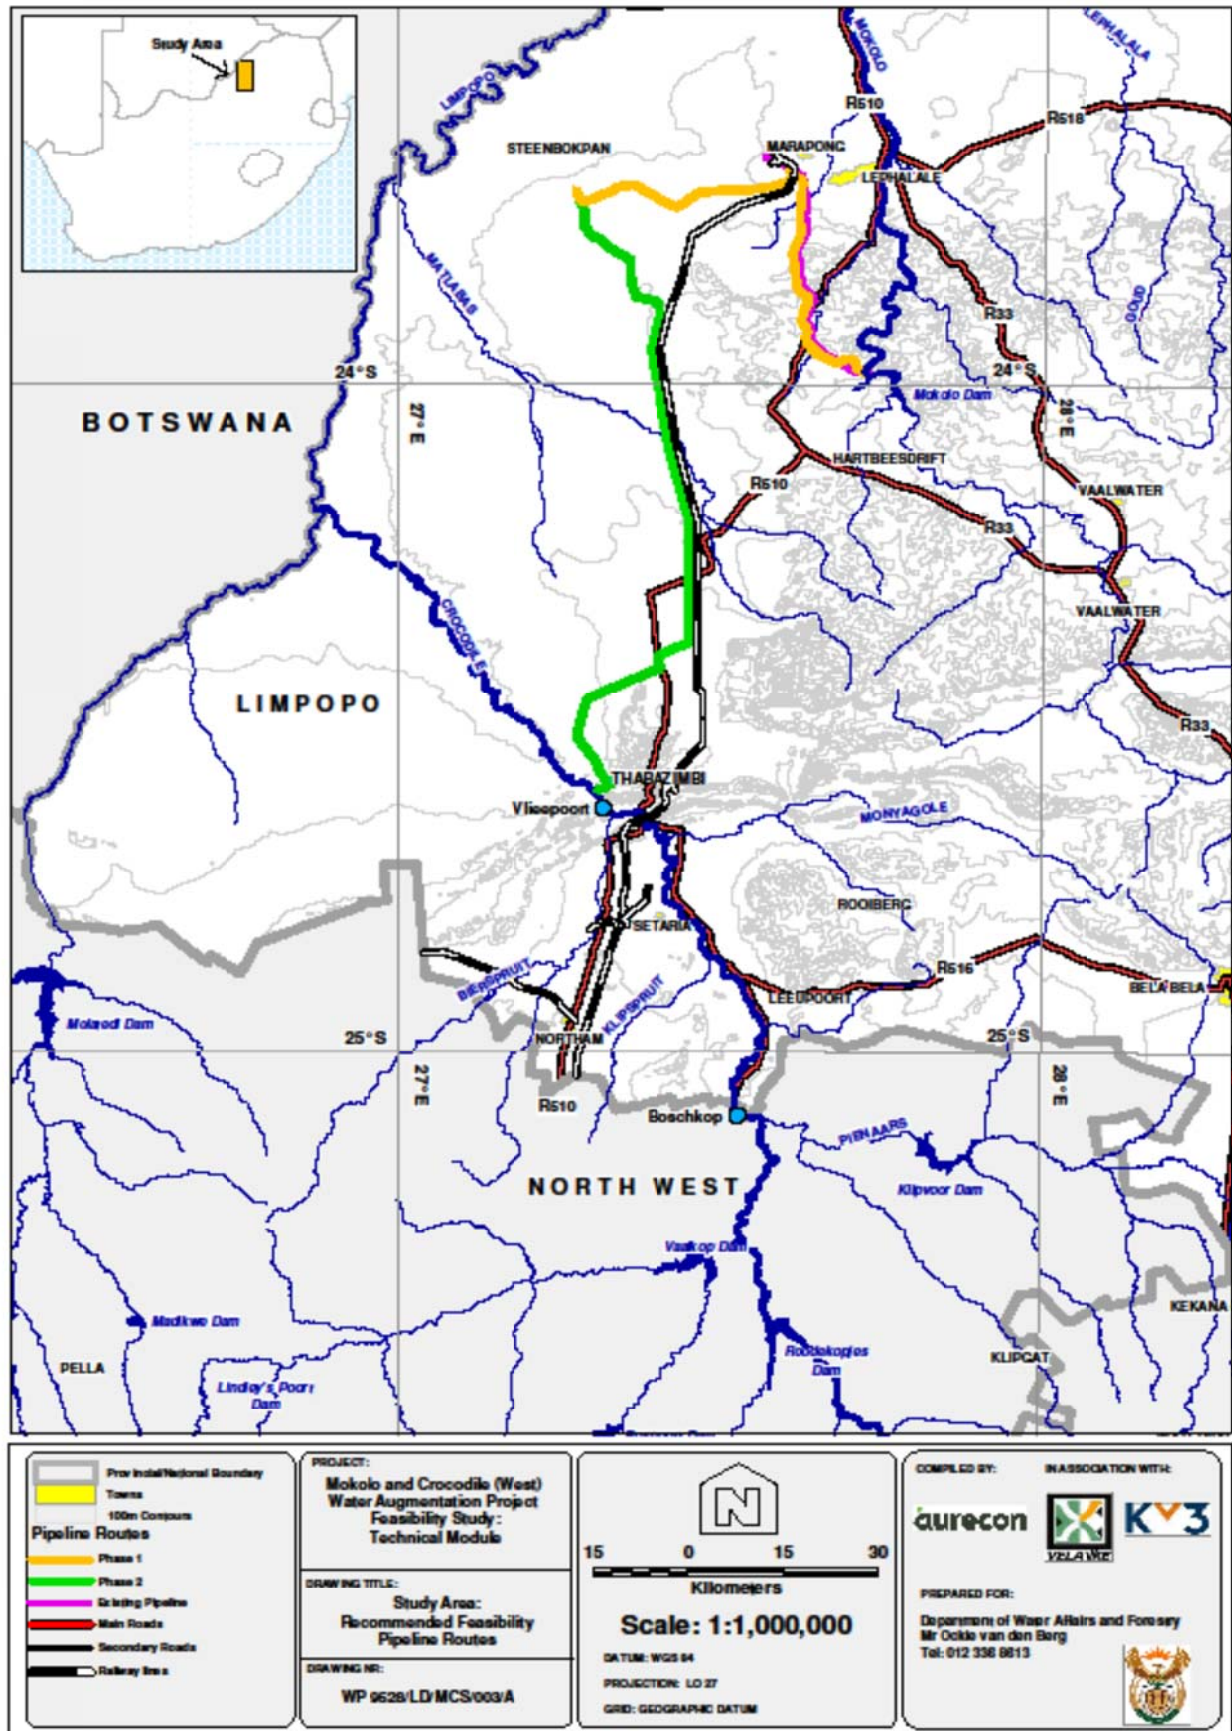 Study Area
LIMPOPO
MOKOLO
LEPHALALA
R510
R518
STEENBOKPAN
MARAPONG
LEPHALALE
MATLABAS
GOUD
R33
24°S
24°S
BOTSWANA
27°E
28°E
Mokolo Dam
HARTBEESDRIFT
R510
VAALWATER
R33
CROCODILE
VAALWATER
LIMPOPO
R33
THABAZIMBI
Vlieepoort
MONYAGOLE
ROOIBERG
SETARIA
BIERSPRUIT
R516
LEEUPOORT
BELA BELA
KLIPSPRUIT
Molatedi Dam
25°S
NORTHAM
25°S
27°E
28°E
R510
Boschkop
PIENAARS
NORTH WEST
Klipvoor Dam
Vaalkop Dam
Madikwe Dam
KEKANA
PELLA
Roodekopjes
Dam
KLIPGAT
Lindley's Poort
Dam
Provincial/National Boundary
Towns
100m Contours
Pipeline Routes
Phase 1
Phase 2
Existing Pipeline
Main Roads
Secondary Roads
Railway lines
PROJECT:
Mokolo and Crocodile (West)
Water Augmentation Project
Feasibility Study:
Technical Module
DRAWING TITLE:
Study Area:
Recommended Feasibility
Pipeline Routes
DRAWING NR:
WP 9528/LD/MCS/003/A
N
15 0 15 30
Kilometers
Scale: 1:1,000,000
DATUM: WGS 84
PROJECTION: LO 27
GRID: GEOGRAPHIC DATUM
COMPILED BY: IN ASSOCIATION WITH:
aurecon
VELA VKE
KV3
PREPARED FOR:
Department of Water Affairs and Forestry
Mr Ockie van den Berg
Tel: 012 336 8613